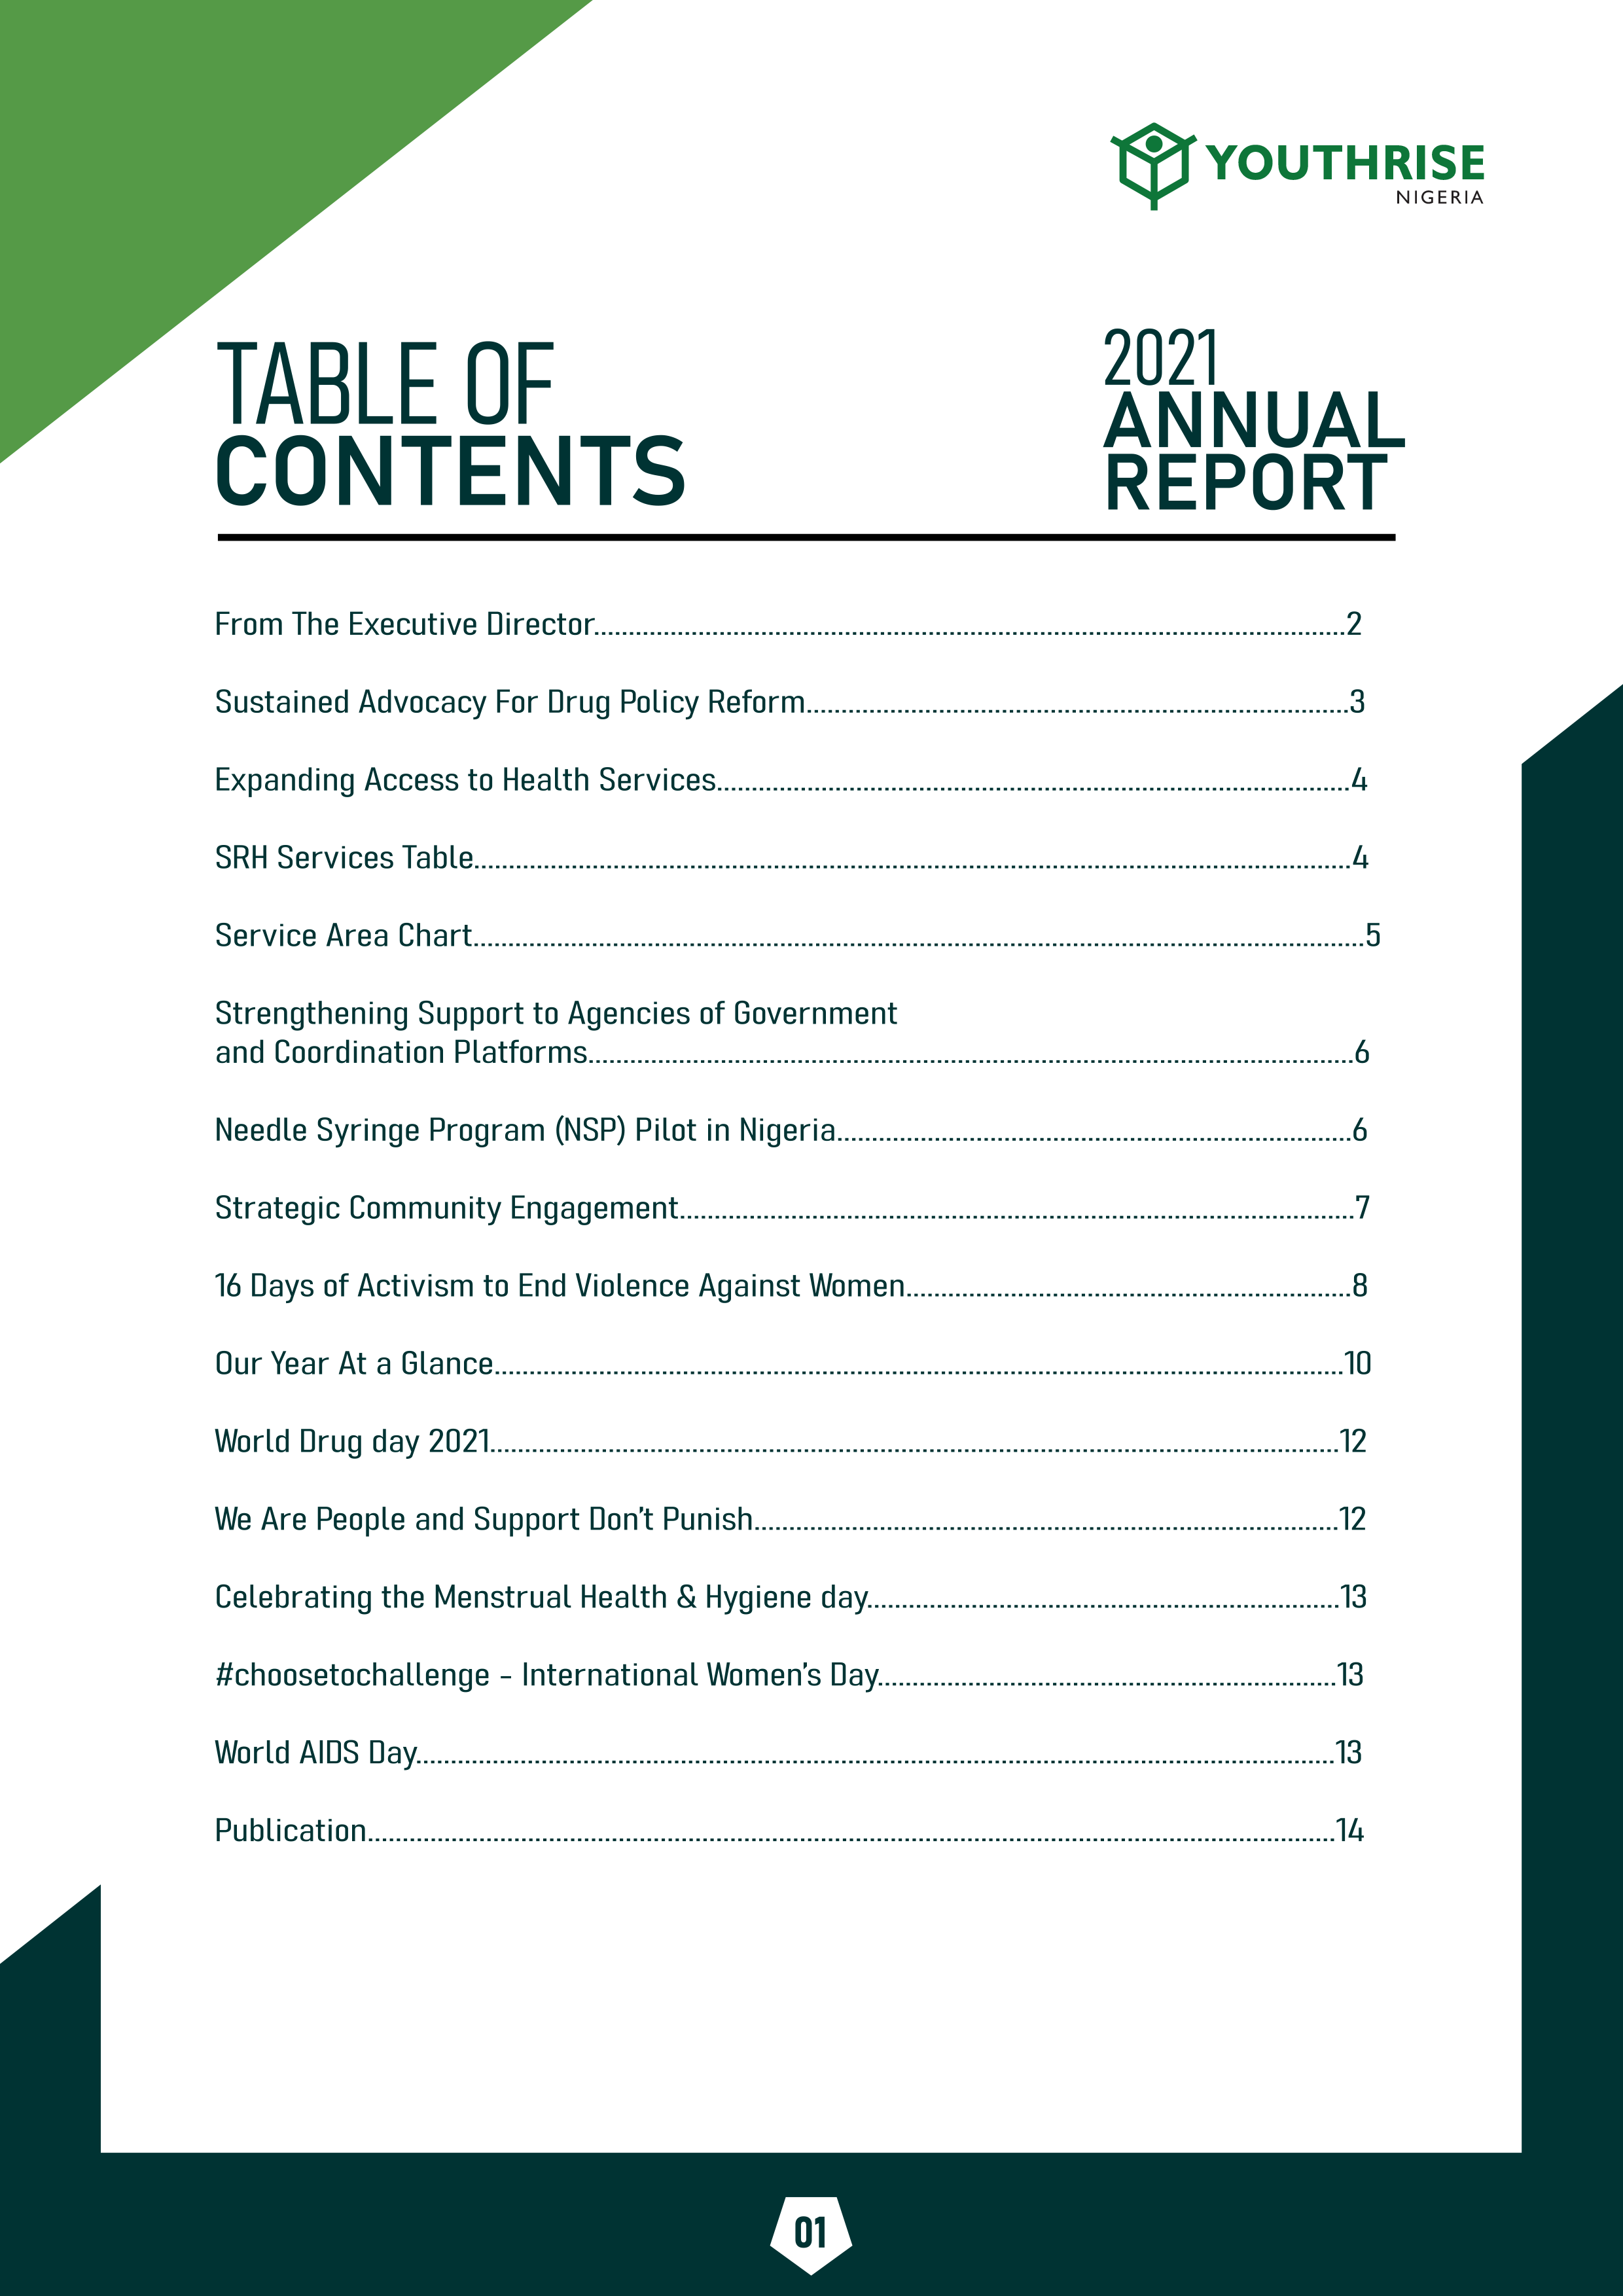 YOUTHRISE
NIGERIA
TABLE OF
CONTENTS
2021
ANNUAL
REPORT
From The Executive Director....................2
Sustained Advocacy For Drug Policy Reform....................3
Expanding Access to Health Services....................4
SRH Services Table....................4
Service Area Chart....................5
Strengthening Support to Agencies of Government
and Coordination Platforms....................6
Needle Syringe Program (NSP) Pilot in Nigeria....................6
Strategic Community Engagement....................7
16 Days of Activism to End Violence Against Women....................8
Our Year At a Glance....................10
World Drug day 2021....................12
We Are People and Support Don’t Punish....................12
Celebrating the Menstrual Health & Hygiene day....................13
#choosetochallenge - International Women’s Day....................13
World AIDS Day....................13
Publication....................14
01